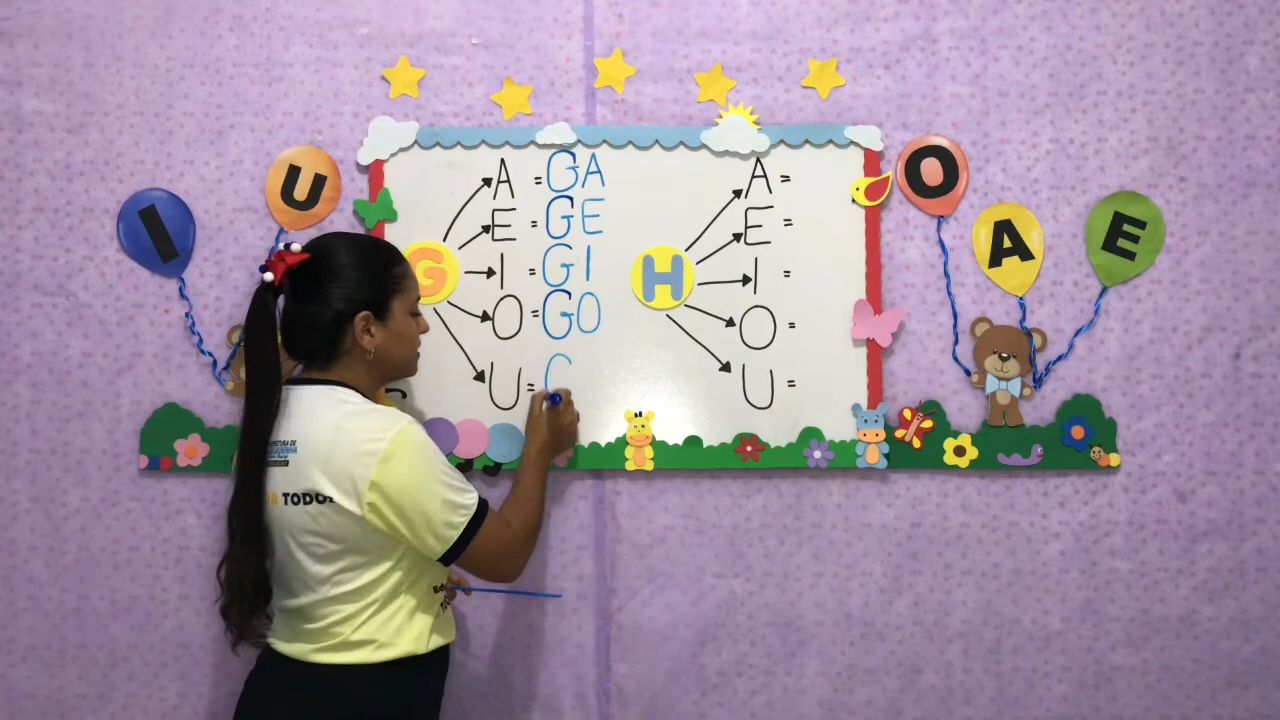 I
U
O
A
E
G
A = GA
E = GE
I = GI
O = GO
U =
H
A =
E =
I =
O =
U =
TODOS